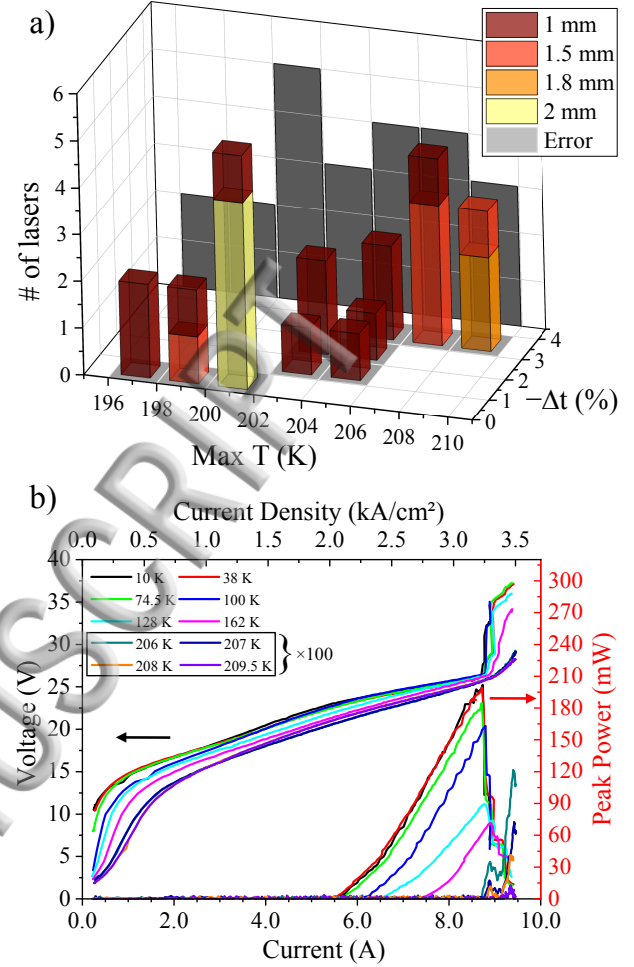 a)
1 mm
1.5 mm
1.8 mm
2 mm
Error
6
5
4
3
2
1
0
# of lasers
196
198
200
202
204
206
208
210
Max T (K)
0
1
2
3
4
−Δt (%)
b)
Current Density (kA/cm²)
0.0 0.5 1.0 1.5 2.0 2.5 3.0 3.5
40
35
30
25
20
15
10
5
0
Voltage (V)
10 K 38 K
74.5 K 100 K
128 K 162 K
206 K 207 K
208 K 209.5 K
×100
300
270
240
210
180
150
120
90
60
30
0
Peak Power (mW)
0.0 2.0 4.0 6.0 8.0 10.0
Current (A)
USCRIPT